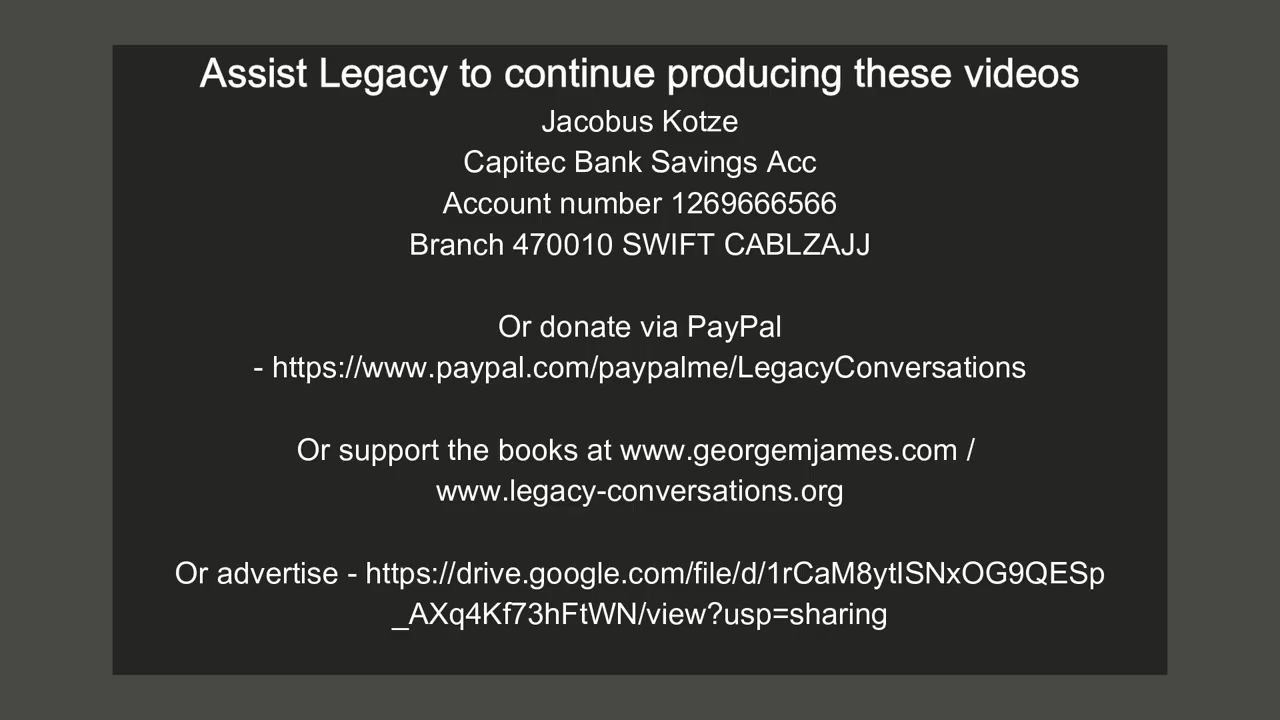 Assist Legacy to continue producing these videos
Jacobus Kotze
Capitec Bank Savings Acc
Account number 1269666566
Branch 470010 SWIFT CABLZAJJ
Or donate via PayPal
- https://www.paypal.com/paypalme/LegacyConversations
Or support the books at www.georgemjames.com /
www.legacy-conversations.org
Or advertise - https://drive.google.com/file/d/1rCaM8ytISNxOG9QESp
_AXq4Kf73hFtWN/view?usp=sharing